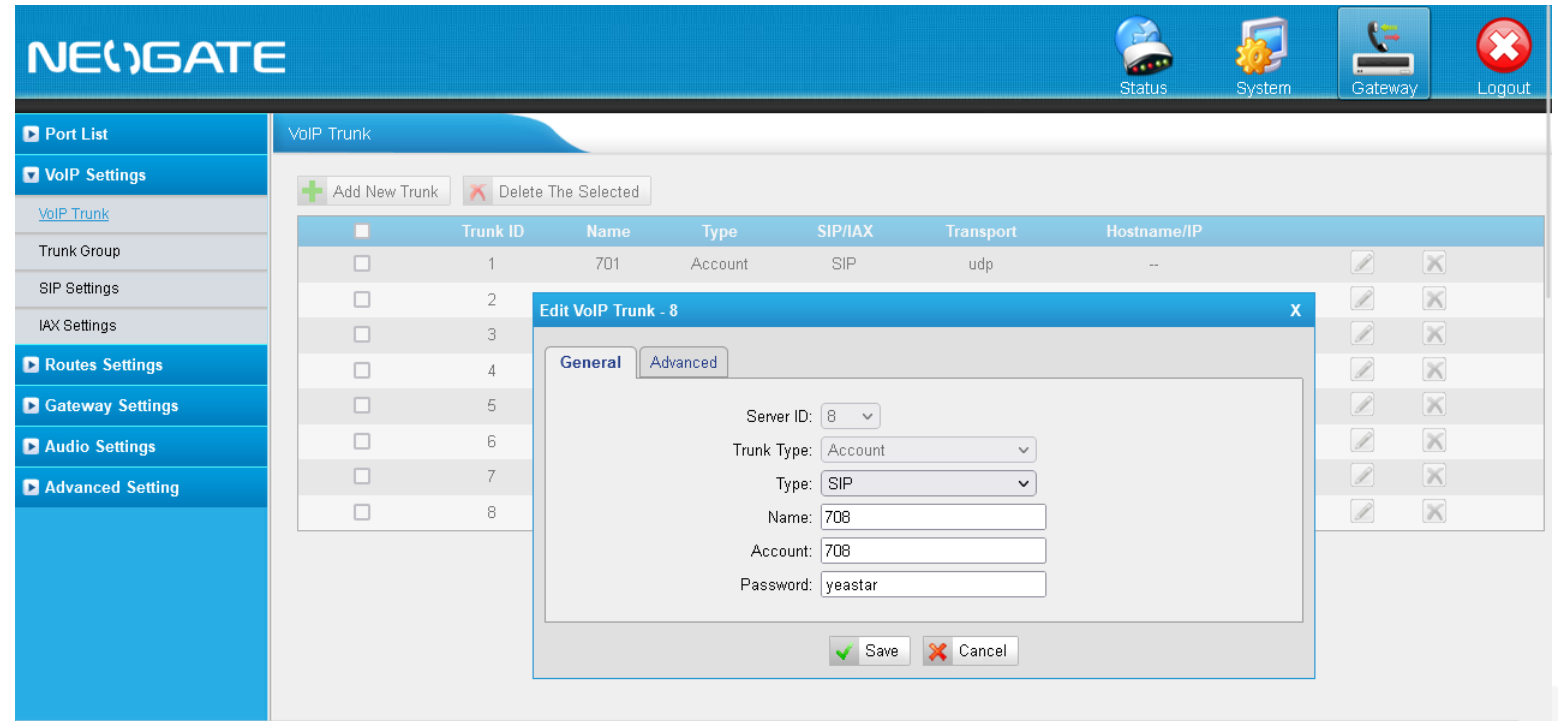 NEOGATE
Status System Gateway Logout
Port List
VoIP Settings
VoIP Trunk
Trunk Group
SIP Settings
IAX Settings
Routes Settings
Gateway Settings
Audio Settings
Advanced Setting
VoIP Trunk
Add New Trunk Delete The Selected
Trunk ID Name Type SIP/IAX Transport Hostname/IP
1 701 Account SIP udp --
2
3
4
5
6
7
8
Edit VoIP Trunk - 8 X
General Advanced
Server ID: 8
Trunk Type: Account
Type: SIP
Name: 708
Account: 708
Password: yeastar
Save Cancel